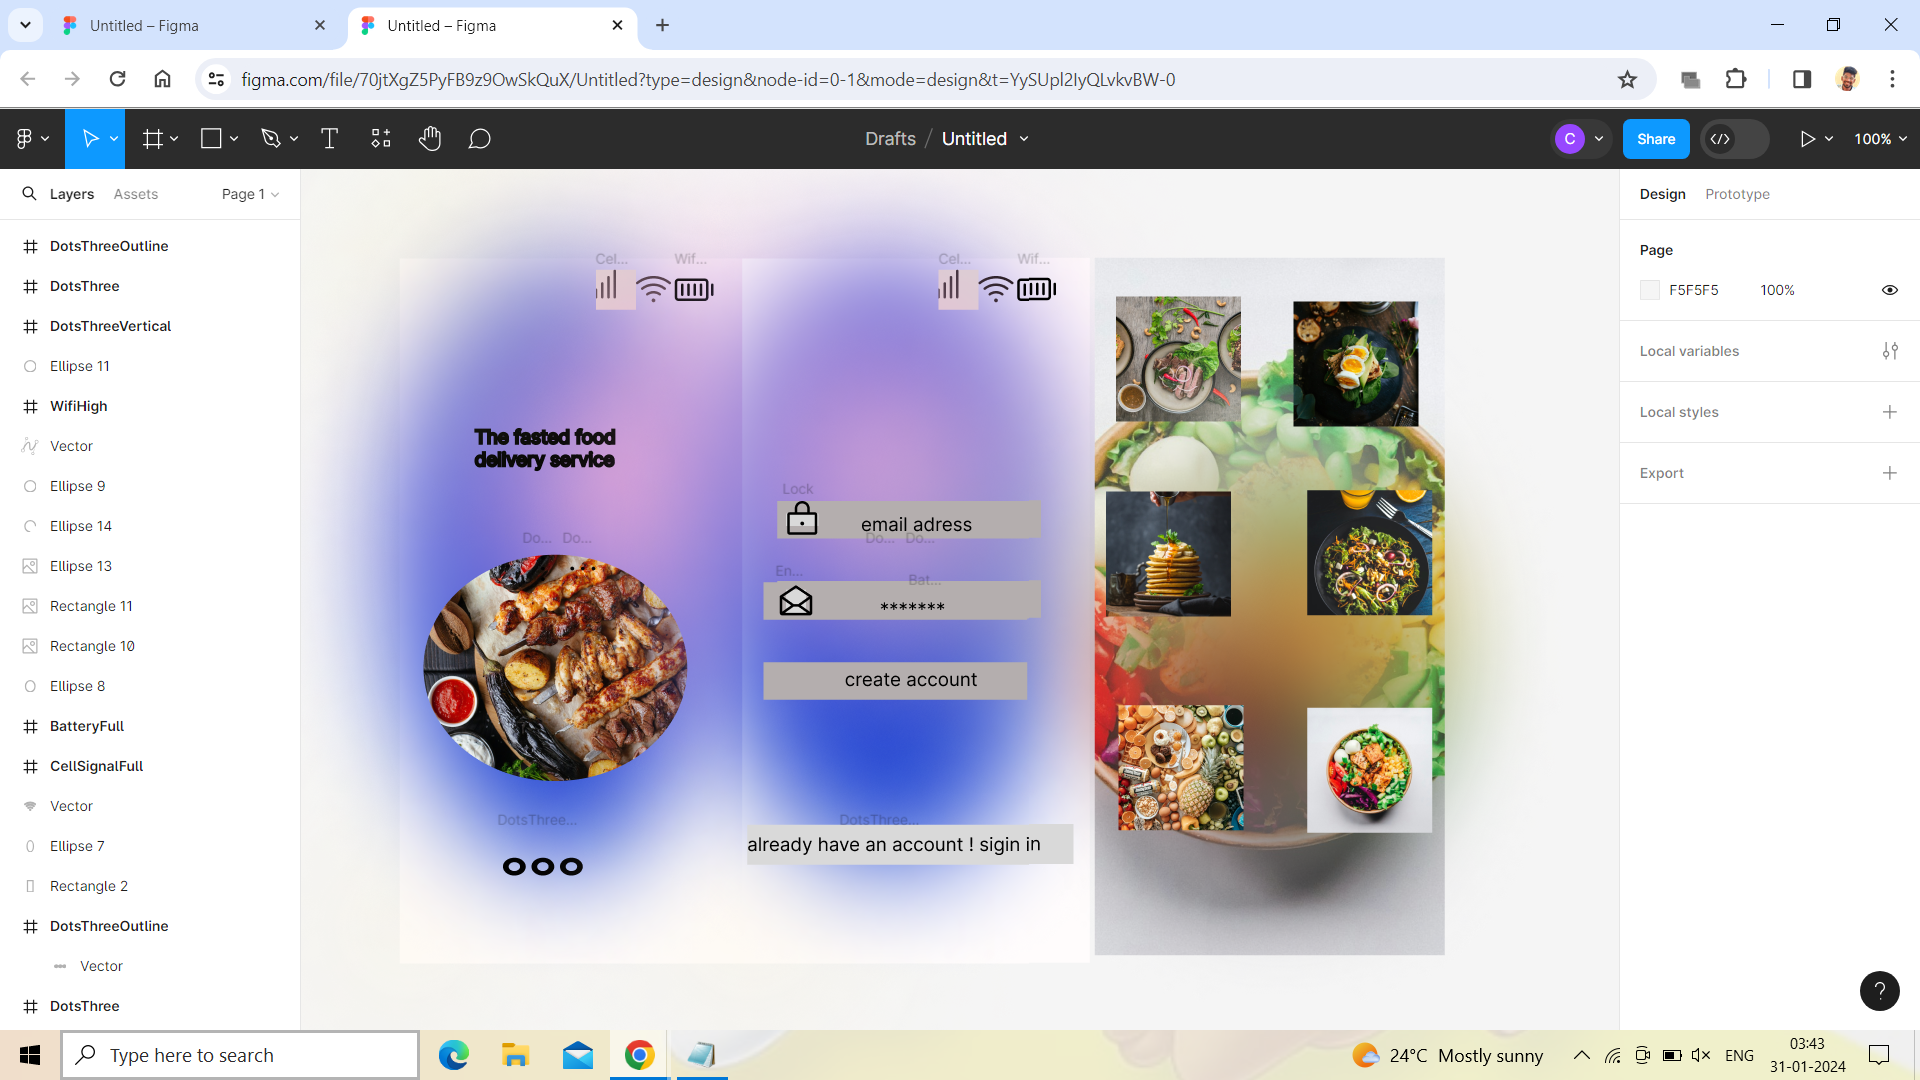 Untitled – Figma
Untitled – Figma
figma.com/file/70jtXgZ5PyFB9z9OwSkQuX/Untitled?type=design&node-id=0-1&mode=design&t=YySUpl2IyQLvkvBW-0
Drafts / Untitled
C
Share
100%
Layers
Assets
Page 1
DotsThreeOutline
DotsThree
DotsThreeVertical
Ellipse 11
WifiHigh
Vector
Ellipse 9
Ellipse 14
Ellipse 13
Rectangle 11
Rectangle 10
Ellipse 8
BatteryFull
CellSignalFull
Vector
Ellipse 7
Rectangle 2
DotsThreeOutline
Vector
DotsThree
Cel...
Wif...
The fasted food
delivery service
Do...
Do...
DotsThree...
Cel...
Wif...
Lock
email adress
Do...
Do...
En...
Bat...
*******
create account
DotsThree...
already have an account ! sigin in
Design
Prototype
Page
F5F5F5
100%
Local variables
Local styles
Export
?
Type here to search
24°C Mostly sunny
ENG
03:43
31-01-2024